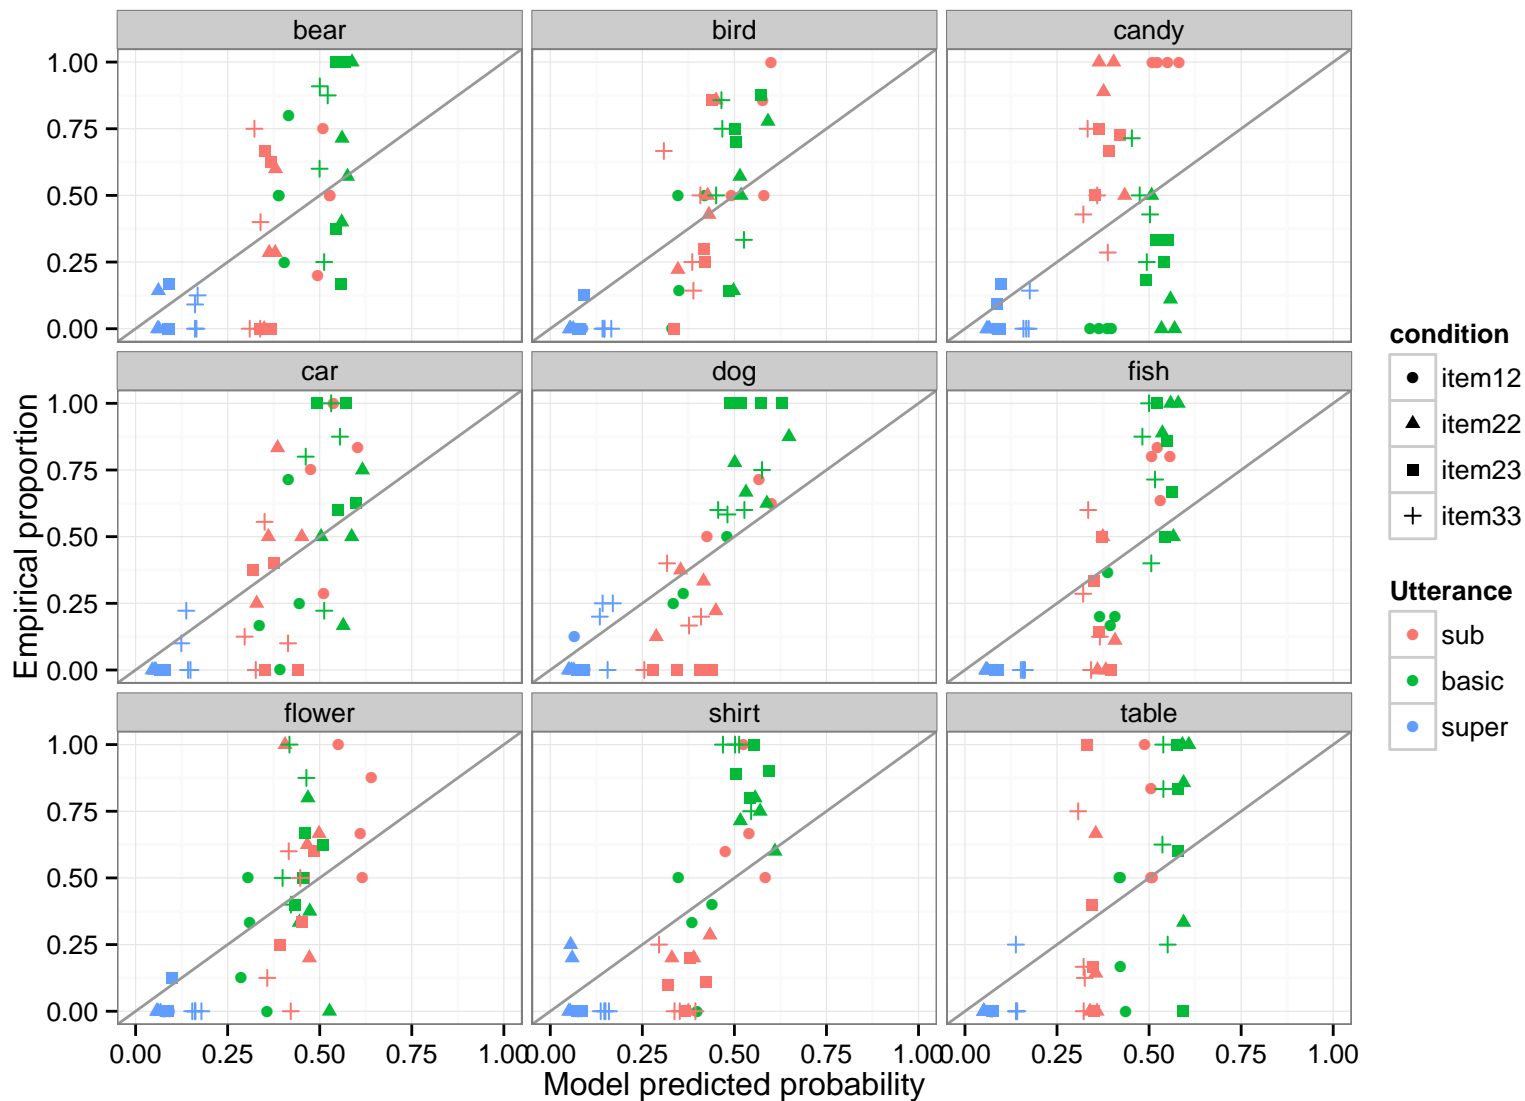 bear bird candy
1.00
0.75
0.50
0.25
0.00
car dog fish
1.00
0.75
0.50
0.25
0.00
flower shirt table
1.00
0.75
0.50
0.25
0.00
0.00 0.25 0.50 0.75 1.00 0.00 0.25 0.50 0.75 1.00 0.00 0.25 0.50 0.75 1.00
Model predicted probability
Empirical proportion
condition
item12
item22
item23
item33
Utterance
sub
basic
super